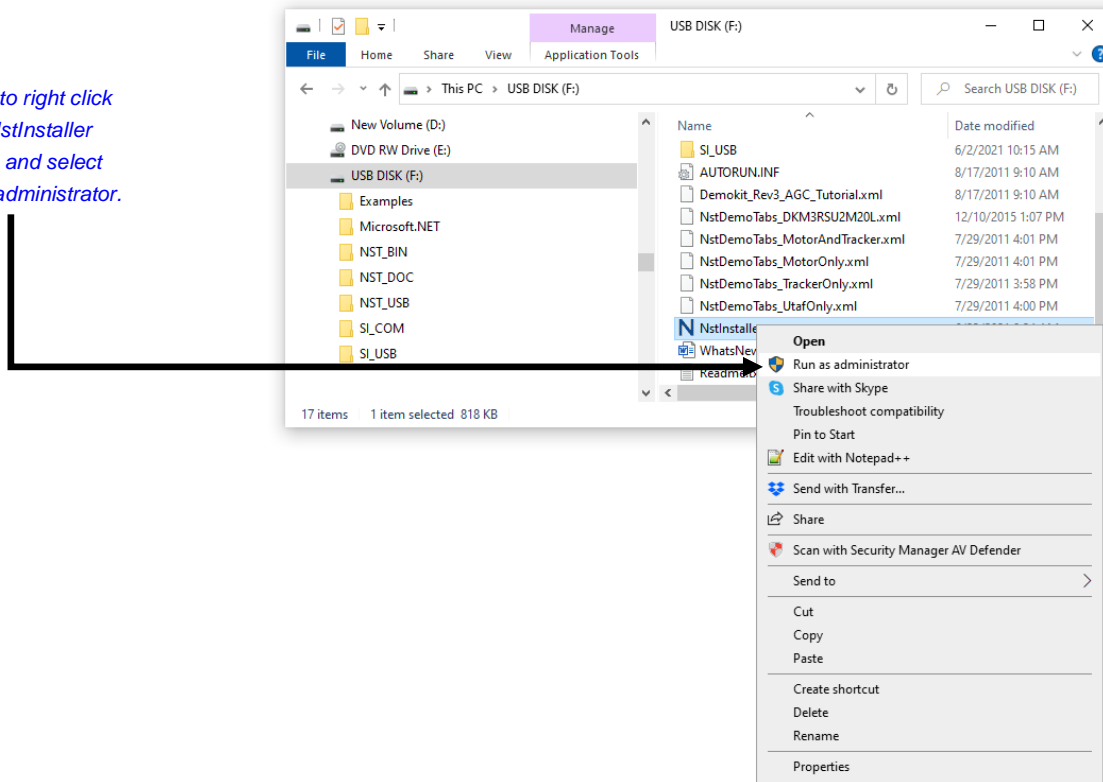 Manage
USB DISK (F:)
File Home Share View Application Tools
This PC > USB DISK (F:)
Search USB DISK (F:)
to right click
and select
administrator.
New Volume (D:)
DVD RW Drive (E:)
USB DISK (F:)
Examples
Microsoft.NET
NST_BIN
NST_DOC
NST_USB
SI_COM
SI_USB
Name Date modified
SI_USB 6/2/2021 10:15 AM
AUTORUN.INF 8/17/2011 9:10 AM
Demokit_Rev3_AGC_Tutorial.xml 8/17/2011 9:10 AM
NstDemoTabs_DKM3RSU2M20L.xml 12/10/2015 1:07 PM
NstDemoTabs_MotorAndTracker.xml 7/29/2011 4:01 PM
NstDemoTabs_MotorOnly.xml 7/29/2011 4:01 PM
NstDemoTabs_TrackerOnly.xml 7/29/2011 3:58 PM
NstDemoTabs_UtafOnly.xml 7/29/2011 4:00 PM
NstInstalle
WhatsNev
17 items 1 item selected 818 KB
Open
Run as administrator
Share with Skype
Troubleshoot compatibility
Pin to Start
Edit with Notepad++
Send with Transfer...
Share
Scan with Security Manager AV Defender
Send to
Cut
Copy
Paste
Create shortcut
Delete
Rename
Properties